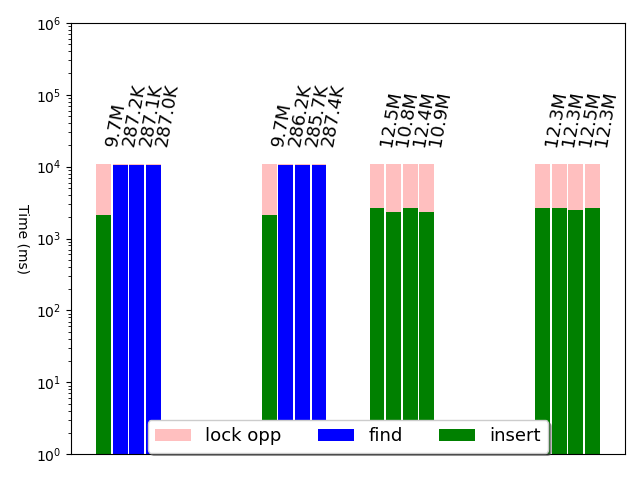 10^6
10^5
10^4
10^3
10^2
10^1
10^0
Time (ms)
9.7M
287.2K
287.1K
287.0K
9.7M
286.2K
285.7K
287.4K
12.5M
10.8M
12.4M
10.9M
12.3M
12.3M
12.5M
12.3M
lock opp find insert